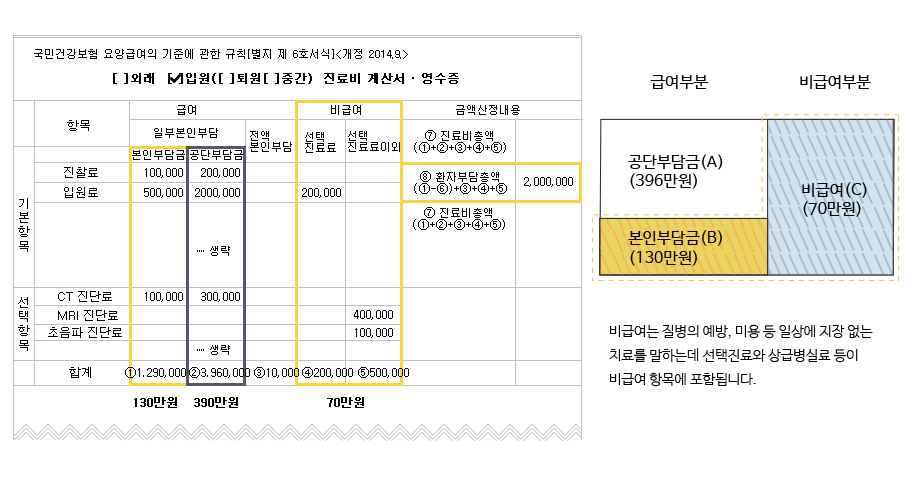 국민건강보험 요양급여의 기준에 관한 규칙[별지 제 6호서식]<개정 2014.9.>
[ ]외래 [✔]입원([ ]퇴원[ ]중간) 진료비 계산서 · 영수증
항목 급여 비급여 금액산정내용
일부본인부담 전액 본인부담 선택 진료료 선택 진료료이외 ⑦ 진료비총액 (①+②+③+④+⑤)
본인부담금 공단부담금
기본항목
진찰료 100,000 200,000
⑧ 환자부담총액 (①-⑥)+③+④+⑤ 2,000,000
입원료 500,000 2000,000 200,000
⑦ 진료비총액 (①+②+③+④+⑤)
···· 생략
선택항목
CT 진단료 100,000 300,000
MRI 진단료 400,000
초음파 진단료 100,000
···· 생략
합계 ①1.290,000 ②3,960,000 ③10,000 ④200,000 ⑤500,000
130만원 390만원 70만원
급여부분 비급여부분
공단부담금(A)
(396만원)
비급여(C)
(70만원)
본인부담금(B)
(130만원)
비급여는 질병의 예방, 미용 등 일상에 지장 없는
치료를 말하는데 선택진료와 상급병실료 등이
비급여 항목에 포함됩니다.